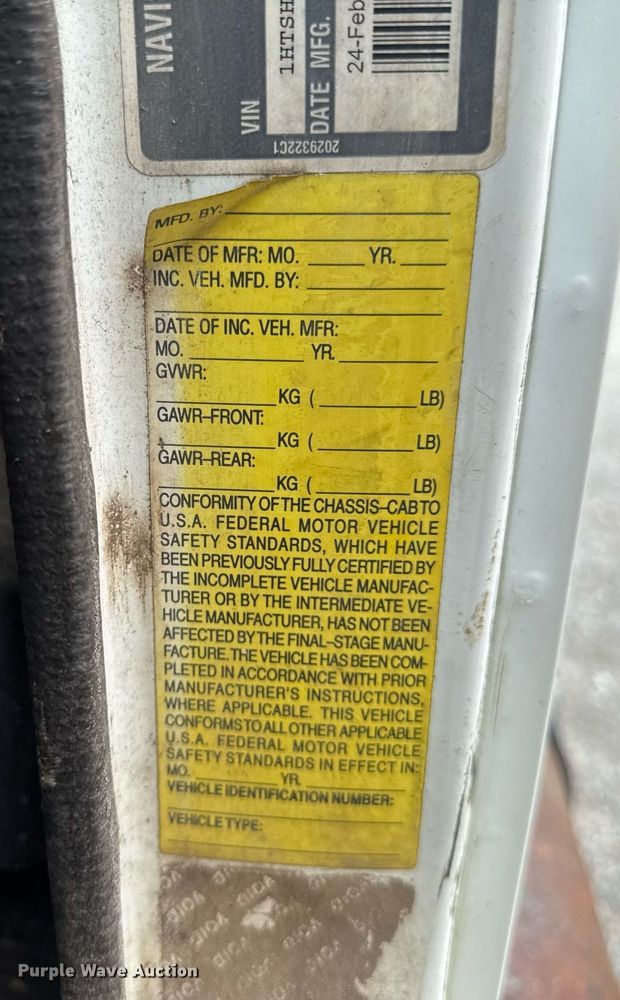 NAVI
VIN
1HTSH
DATE MFG.
24-Feb
2029322C1
MFD. BY:
DATE OF MFR: MO. YR.
INC. VEH. MFD. BY:
DATE OF INC. VEH. MFR:
MO. YR.
GVWR:
KG ( LB)
GAWR-FRONT:
KG ( LB)
GAWR-REAR:
KG ( LB)
CONFORMITY OF THE CHASSIS-CAB TO
U.S.A. FEDERAL MOTOR VEHICLE
SAFETY STANDARDS, WHICH HAVE
BEEN PREVIOUSLY FULLY CERTIFIED BY
THE INCOMPLETE VEHICLE MANUFAC-
TURER OR BY THE INTERMEDIATE VE-
HICLE MANUFACTURER, HAS NOT BEEN
AFFECTED BY THE FINAL-STAGE MANU-
FACTURE. THE VEHICLE HAS BEEN COM-
PLETED IN ACCORDANCE WITH PRIOR
MANUFACTURER'S INSTRUCTIONS,
WHERE APPLICABLE. THIS VEHICLE
CONFORMS TO ALL OTHER APPLICABLE
U.S.A. FEDERAL MOTOR VEHICLE
SAFETY STANDARDS IN EFFECT IN:
MO. YR.
VEHICLE IDENTIFICATION NUMBER:
VEHICLE TYPE:
VOID VOID VOID
Purple Wave Auction